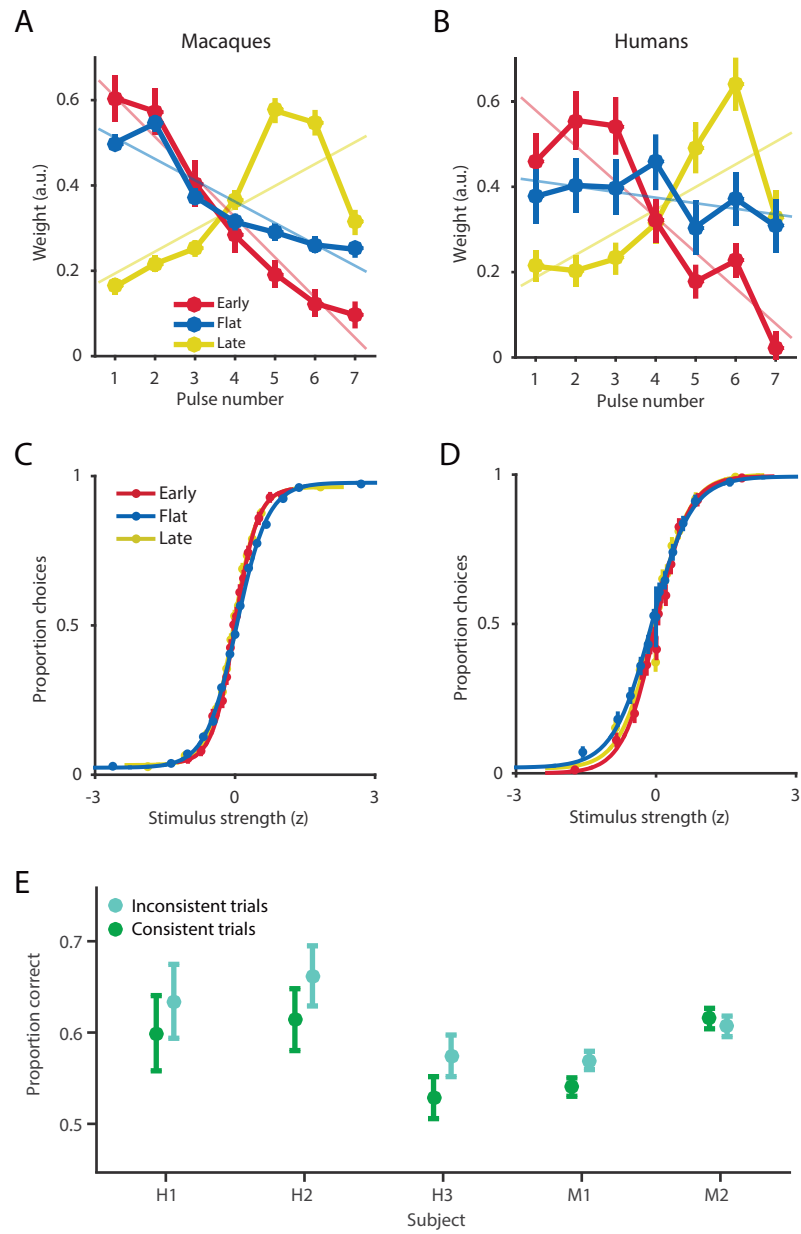 A
Macaques
Weight (a.u.)
0.6
0.4
0.2
0
Early
Flat
Late
1 2 3 4 5 6 7
Pulse number
B
Humans
Weight (a.u.)
0.6
0.4
0.2
0
1 2 3 4 5 6 7
Pulse number
C
Proportion choices
1
0.5
0
Early
Flat
Late
-3 0 3
Stimulus strength (z)
D
Proportion choices
1
0.5
0
-3 0 3
Stimulus strength (z)
E
Inconsistent trials
Consistent trials
Proportion correct
0.7
0.6
0.5
H1 H2 H3 M1 M2
Subject